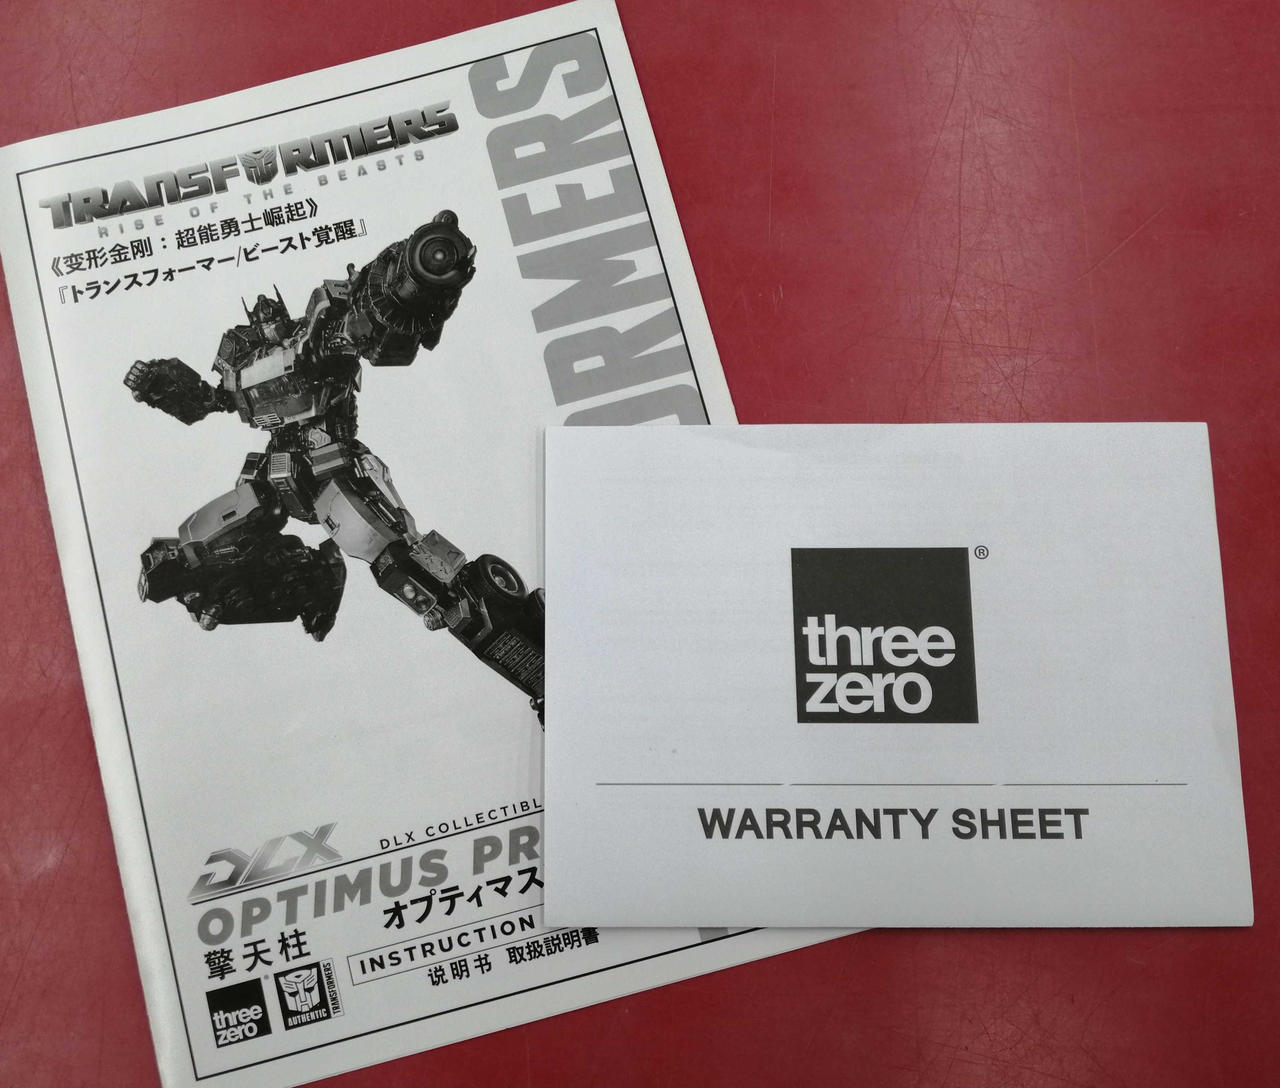 TRANSFORMERS
RISE OF THE BEASTS
《变形金刚：超能勇士崛起》
『トランスフォーマー/ビースト覚醒』
ORMERS
DLX
DLX COLLECTIBL
OPTIMUS PR
オプティマス
擎天柱
INSTRUCTION
说明书 取扱説明書
three
zero
®
AUTHENTIC
TRANSFORMERS
three
zero
®
WARRANTY SHEET